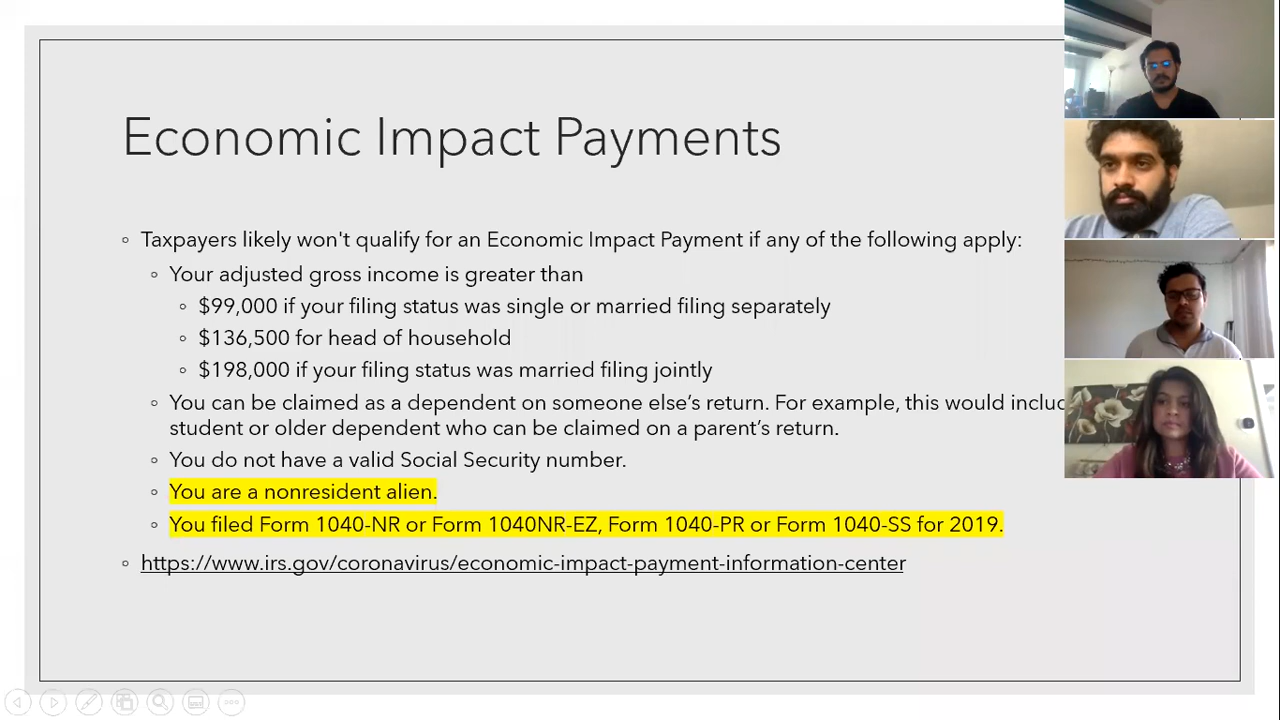 Economic Impact Payments
Taxpayers likely won't qualify for an Economic Impact Payment if any of the following apply:
Your adjusted gross income is greater than
$99,000 if your filing status was single or married filing separately
$136,500 for head of household
$198,000 if your filing status was married filing jointly
You can be claimed as a dependent on someone else’s return. For example, this would
student or older dependent who can be claimed on a parent’s return.
You do not have a valid Social Security number.
You are a nonresident alien.
You filed Form 1040-NR or Form 1040NR-EZ, Form 1040-PR or Form 1040-SS for 2019.
https://www.irs.gov/coronavirus/economic-impact-payment-information-center